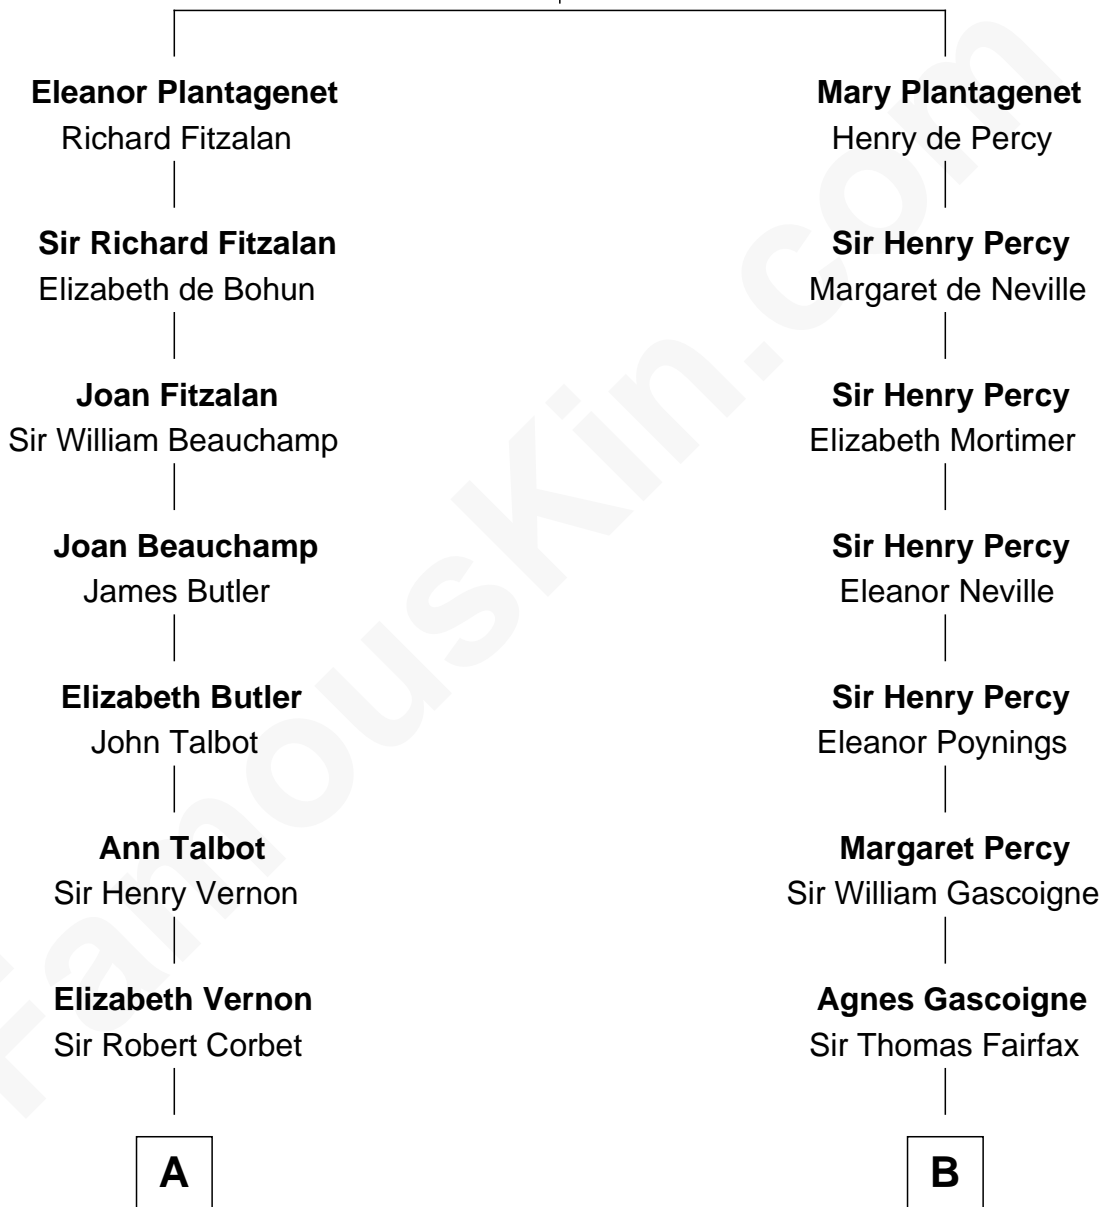 Eleanor Plantagenet
Richard Fitzalan
Sir Richard Fitzalan
Elizabeth de Bohun
Joan Fitzalan
Sir William Beauchamp
Joan Beauchamp
James Butler
Elizabeth Butler
John Talbot
Ann Talbot
Sir Henry Vernon
Elizabeth Vernon
Sir Robert Corbet
A
Mary Plantagenet
Henry de Percy
Sir Henry Percy
Margaret de Neville
Sir Henry Percy
Elizabeth Mortimer
Sir Henry Percy
Eleanor Neville
Sir Henry Percy
Eleanor Poynings
Margaret Percy
Sir William Gascoigne
Agnes Gascoigne
Sir Thomas Fairfax
B
FamousKin.com